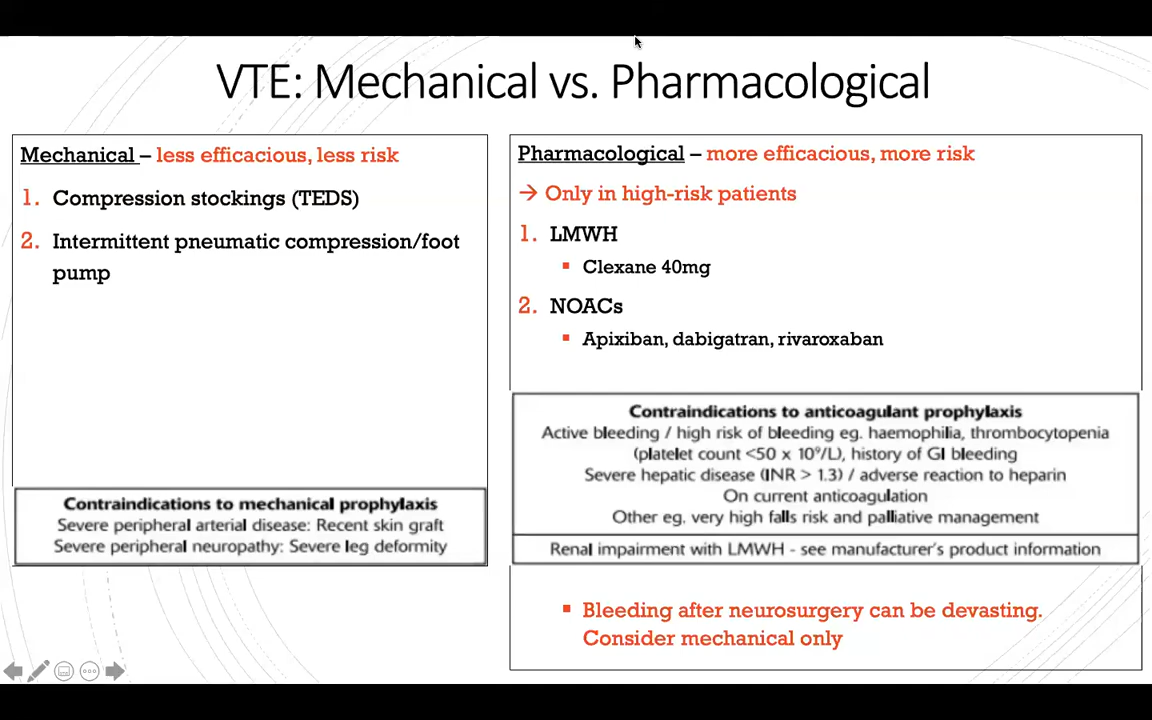 VTE: Mechanical vs. Pharmacological
Mechanical – less efficacious, less risk
1. Compression stockings (TEDS)
2. Intermittent pneumatic compression/foot
pump
Contraindications to mechanical prophylaxis
Severe peripheral arterial disease: Recent skin graft
Severe peripheral neuropathy: Severe leg deformity
Pharmacological – more efficacious, more risk
→ Only in high-risk patients
1. LMWH
▪ Clexane 40mg
2. NOACs
▪ Apixiban, dabigatran, rivaroxaban
Contraindications to anticoagulant prophylaxis
Active bleeding / high risk of bleeding eg. haemophilia, thrombocytopenia
(platelet count <50 x 10⁹/L), history of GI bleeding
Severe hepatic disease (INR > 1.3) / adverse reaction to heparin
On current anticoagulation
Other eg. very high falls risk and palliative management
Renal impairment with LMWH - see manufacturer's product information
▪ Bleeding after neurosurgery can be devasting.
Consider mechanical only